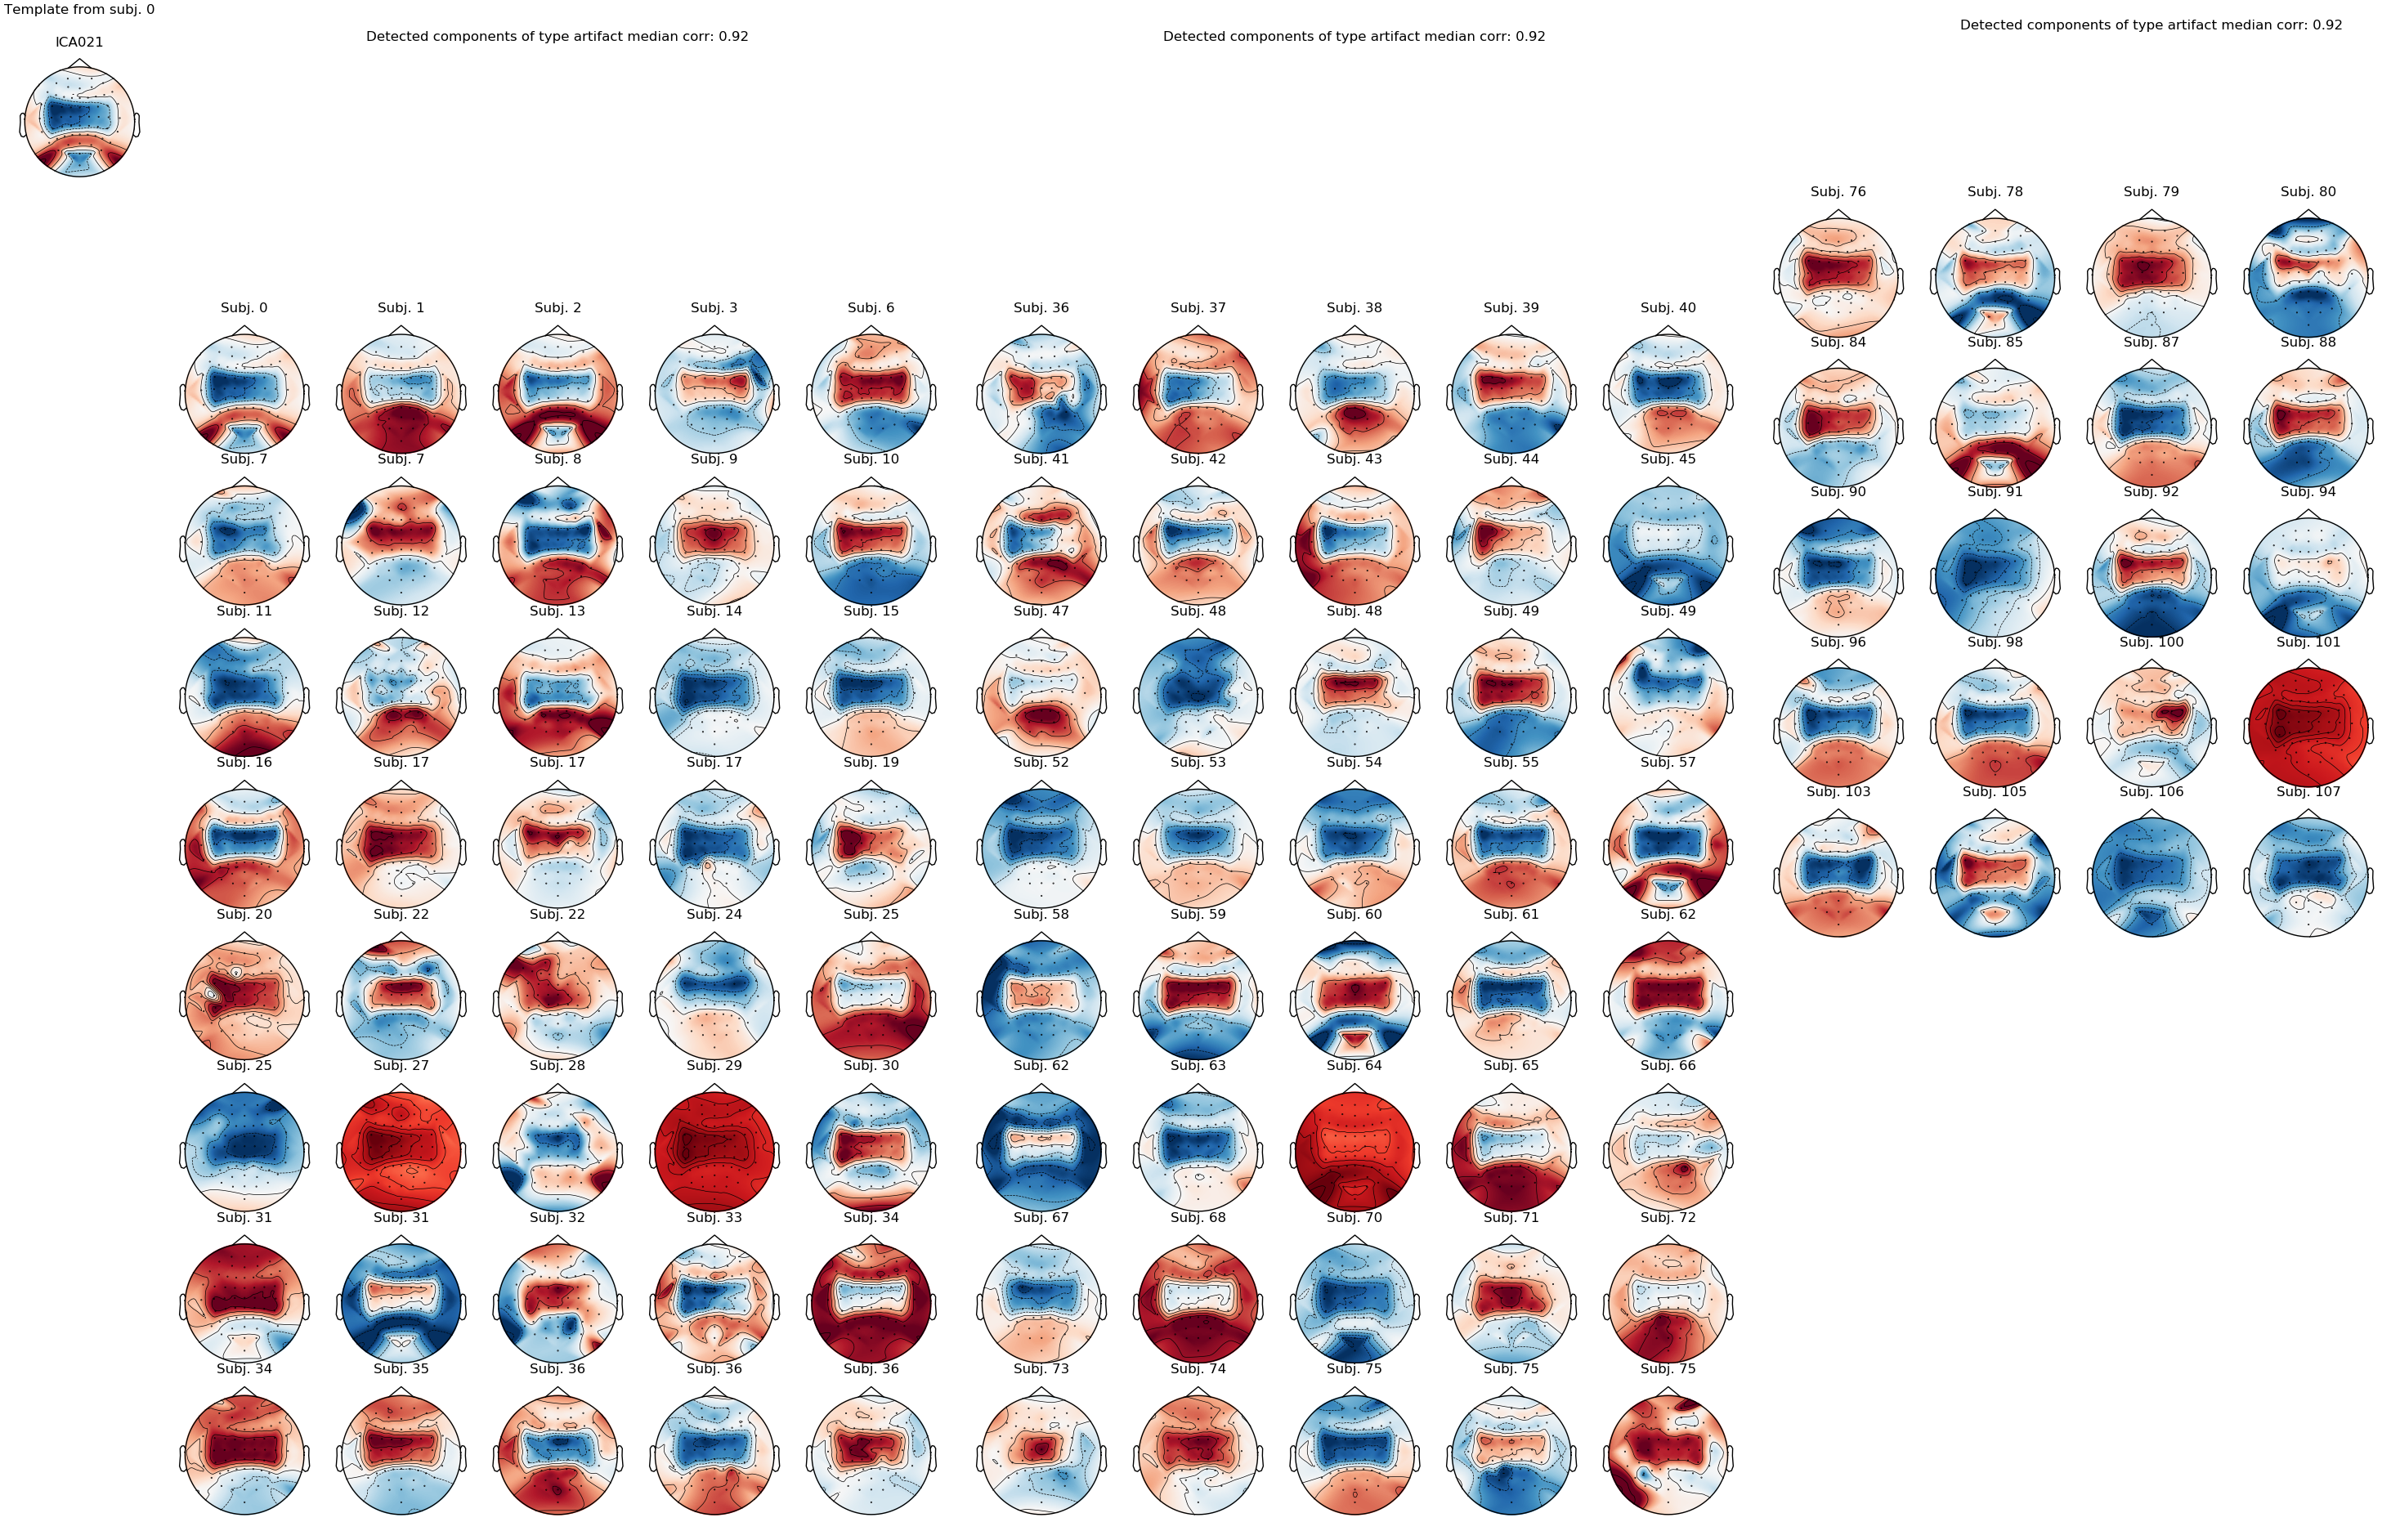 Template from subj. 0
ICA021
Detected components of type artifact median corr: 0.92
Subj. 0 Subj. 1 Subj. 2 Subj. 3 Subj. 6
Subj. 7 Subj. 7 Subj. 8 Subj. 9 Subj. 10
Subj. 11 Subj. 12 Subj. 13 Subj. 14 Subj. 15
Subj. 16 Subj. 17 Subj. 17 Subj. 17 Subj. 19
Subj. 20 Subj. 22 Subj. 22 Subj. 24 Subj. 25
Subj. 25 Subj. 27 Subj. 28 Subj. 29 Subj. 30
Subj. 31 Subj. 31 Subj. 32 Subj. 33 Subj. 34
Subj. 34 Subj. 35 Subj. 36 Subj. 36 Subj. 36
Detected components of type artifact median corr: 0.92
Subj. 36 Subj. 37 Subj. 38 Subj. 39 Subj. 40
Subj. 41 Subj. 42 Subj. 43 Subj. 44 Subj. 45
Subj. 47 Subj. 48 Subj. 48 Subj. 49 Subj. 49
Subj. 52 Subj. 53 Subj. 54 Subj. 55 Subj. 57
Subj. 58 Subj. 59 Subj. 60 Subj. 61 Subj. 62
Subj. 62 Subj. 63 Subj. 64 Subj. 65 Subj. 66
Subj. 67 Subj. 68 Subj. 70 Subj. 71 Subj. 72
Subj. 73 Subj. 74 Subj. 75 Subj. 75 Subj. 75
Detected components of type artifact median corr: 0.92
Subj. 76 Subj. 78 Subj. 79 Subj. 80
Subj. 84 Subj. 85 Subj. 87 Subj. 88
Subj. 90 Subj. 91 Subj. 92 Subj. 94
Subj. 96 Subj. 98 Subj. 100 Subj. 101
Subj. 103 Subj. 105 Subj. 106 Subj. 107